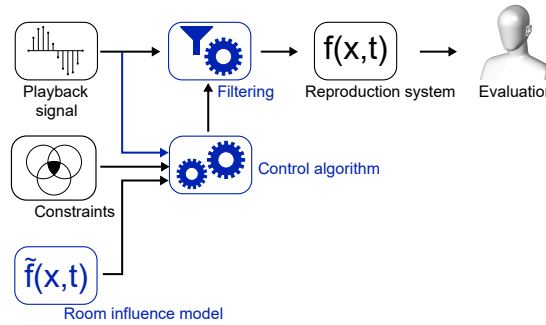 f(x,t)
Playback
signal
Filtering
Reproduction system
Evaluation
Control algorithm
Constraints
f̃(x,t)
Room influence model